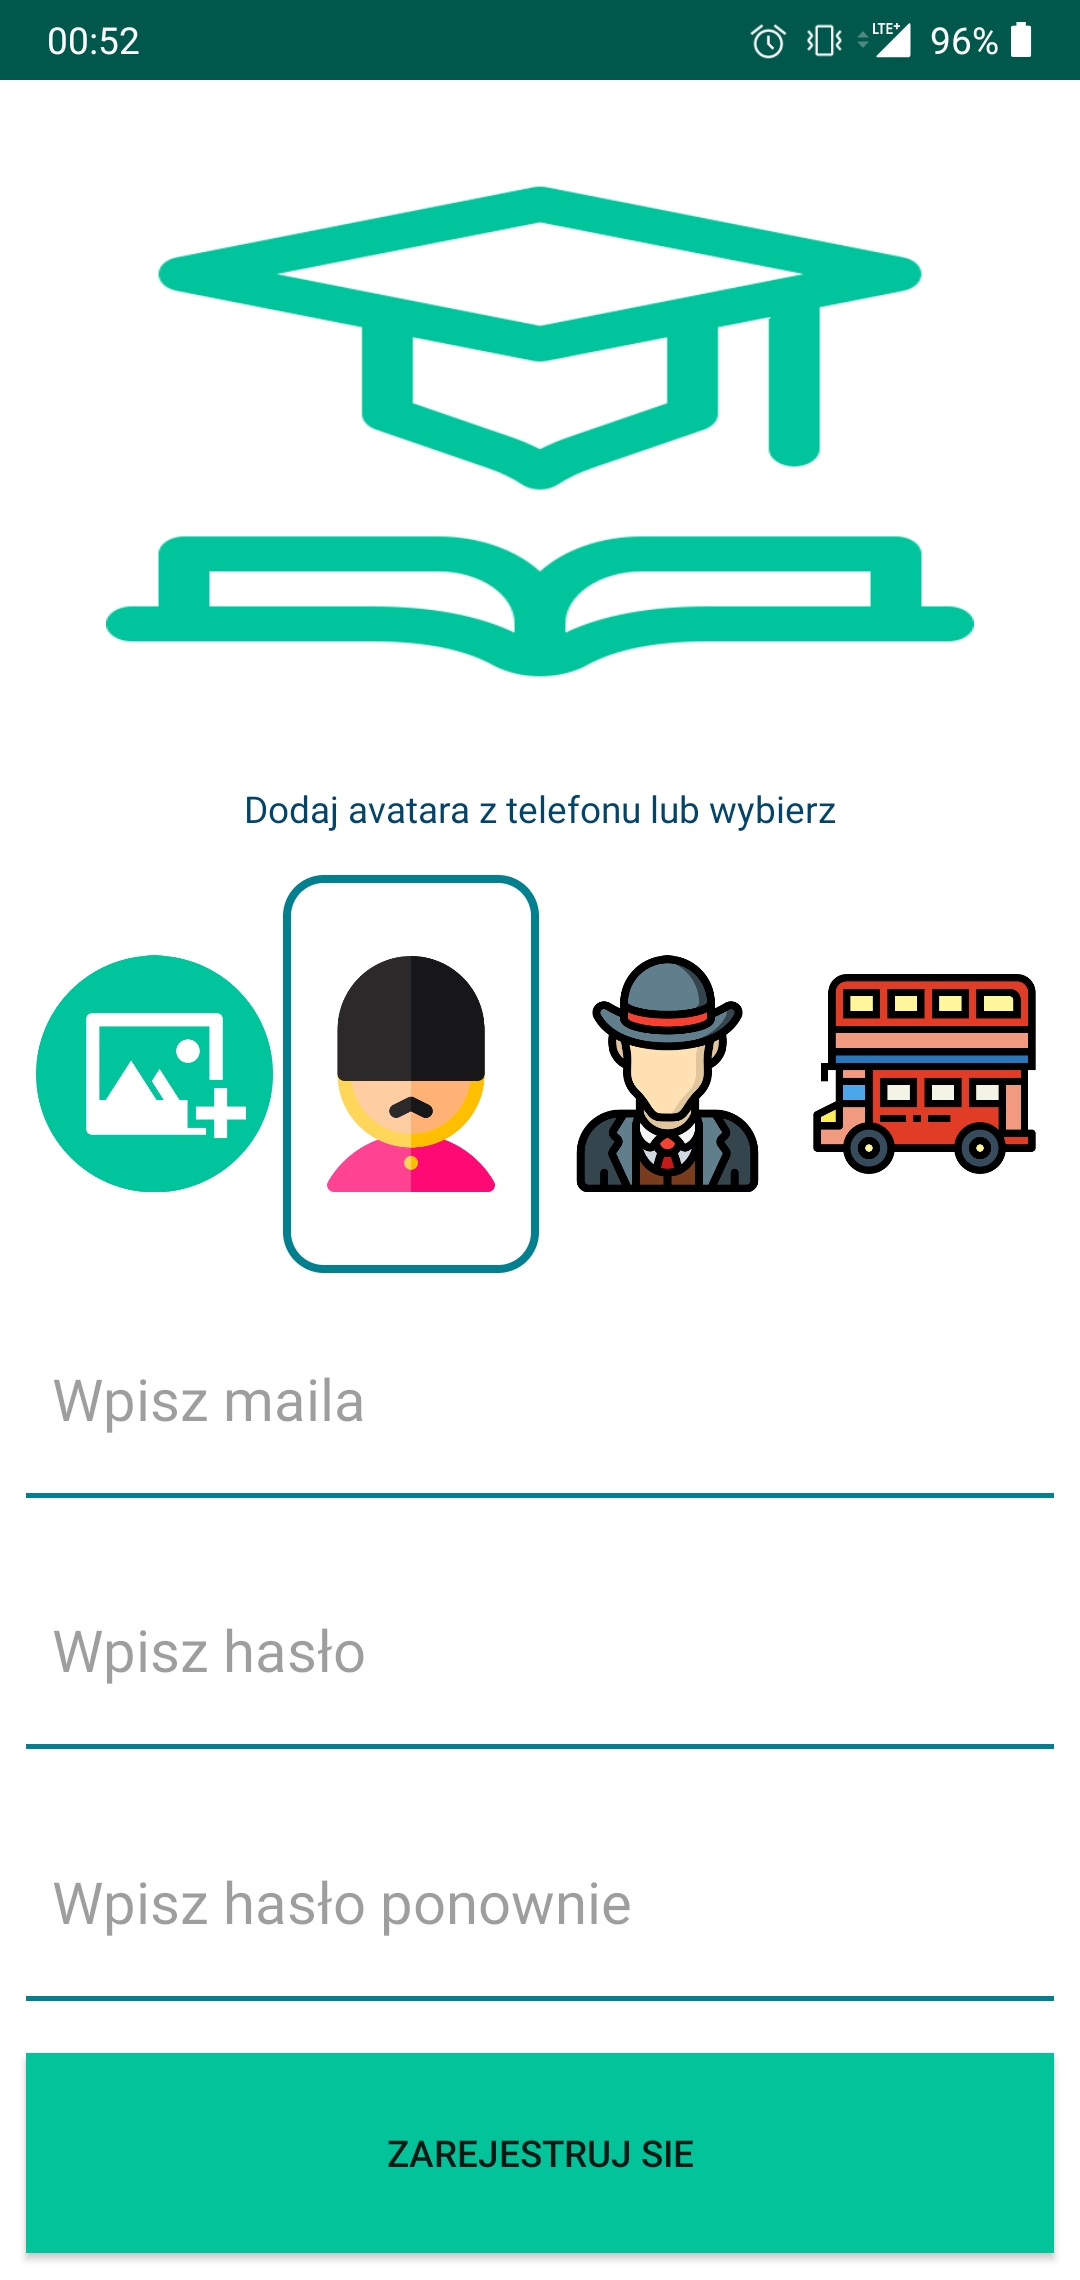 00:52 LTE+ 96%
Dodaj avatara z telefonu lub wybierz
Wpisz maila
Wpisz hasło
Wpisz hasło ponownie
ZAREJESTRUJ SIE